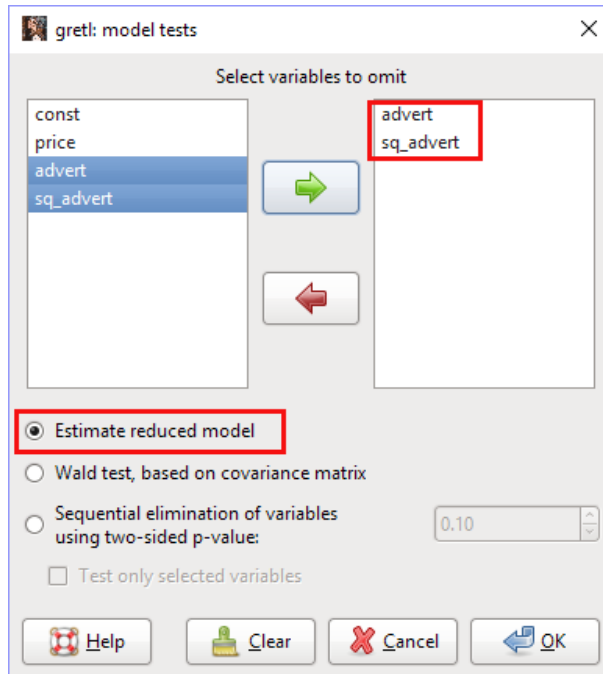 gretl: model tests
Select variables to omit
const
price
advert
sq_advert
advert
sq_advert
Estimate reduced model
Wald test, based on covariance matrix
Sequential elimination of variables
using two-sided p-value:
0.10
Test only selected variables
Help
Clear
Cancel
OK